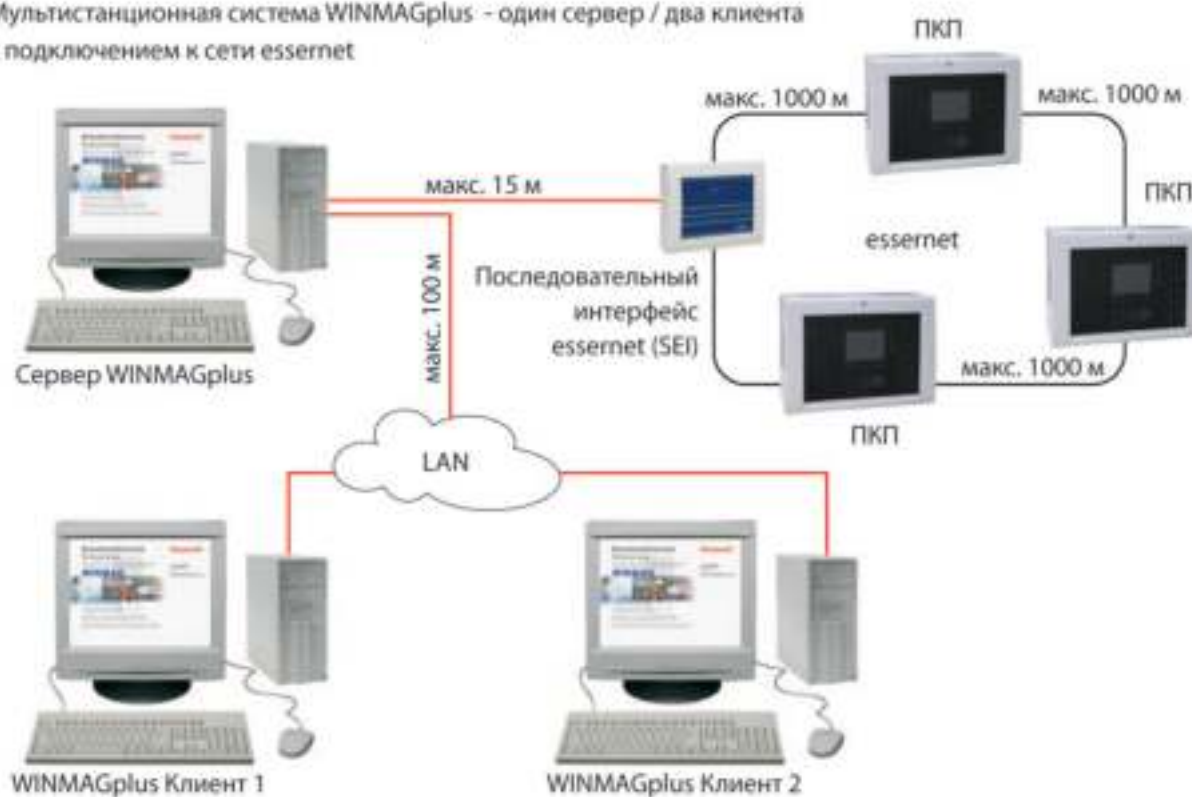 Мультистанционная система WINMAGplus - один сервер / два клиента
подключением к сети essernet
ПКП
макс. 1000 м
макс. 1000 м
ПКП
макс. 15 м
essernet
макс. 100 м
Последовательный
интерфейс
essernet (SEI)
Сервер WINMAGplus
макс. 1000 м
ПКП
LAN
WINMAGplus Клиент 1
WINMAGplus Клиент 2